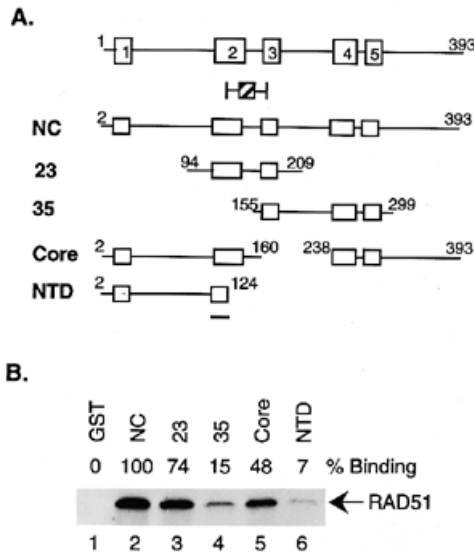 A.
1 1 2 3 4 5 393
NC 2 393
23 94 209
35 155 299
Core 2 160 238 393
NTD 2 124
B.
GST NC 23 35 Core NTD
0 100 74 15 48 7 % Binding
RAD51
1 2 3 4 5 6